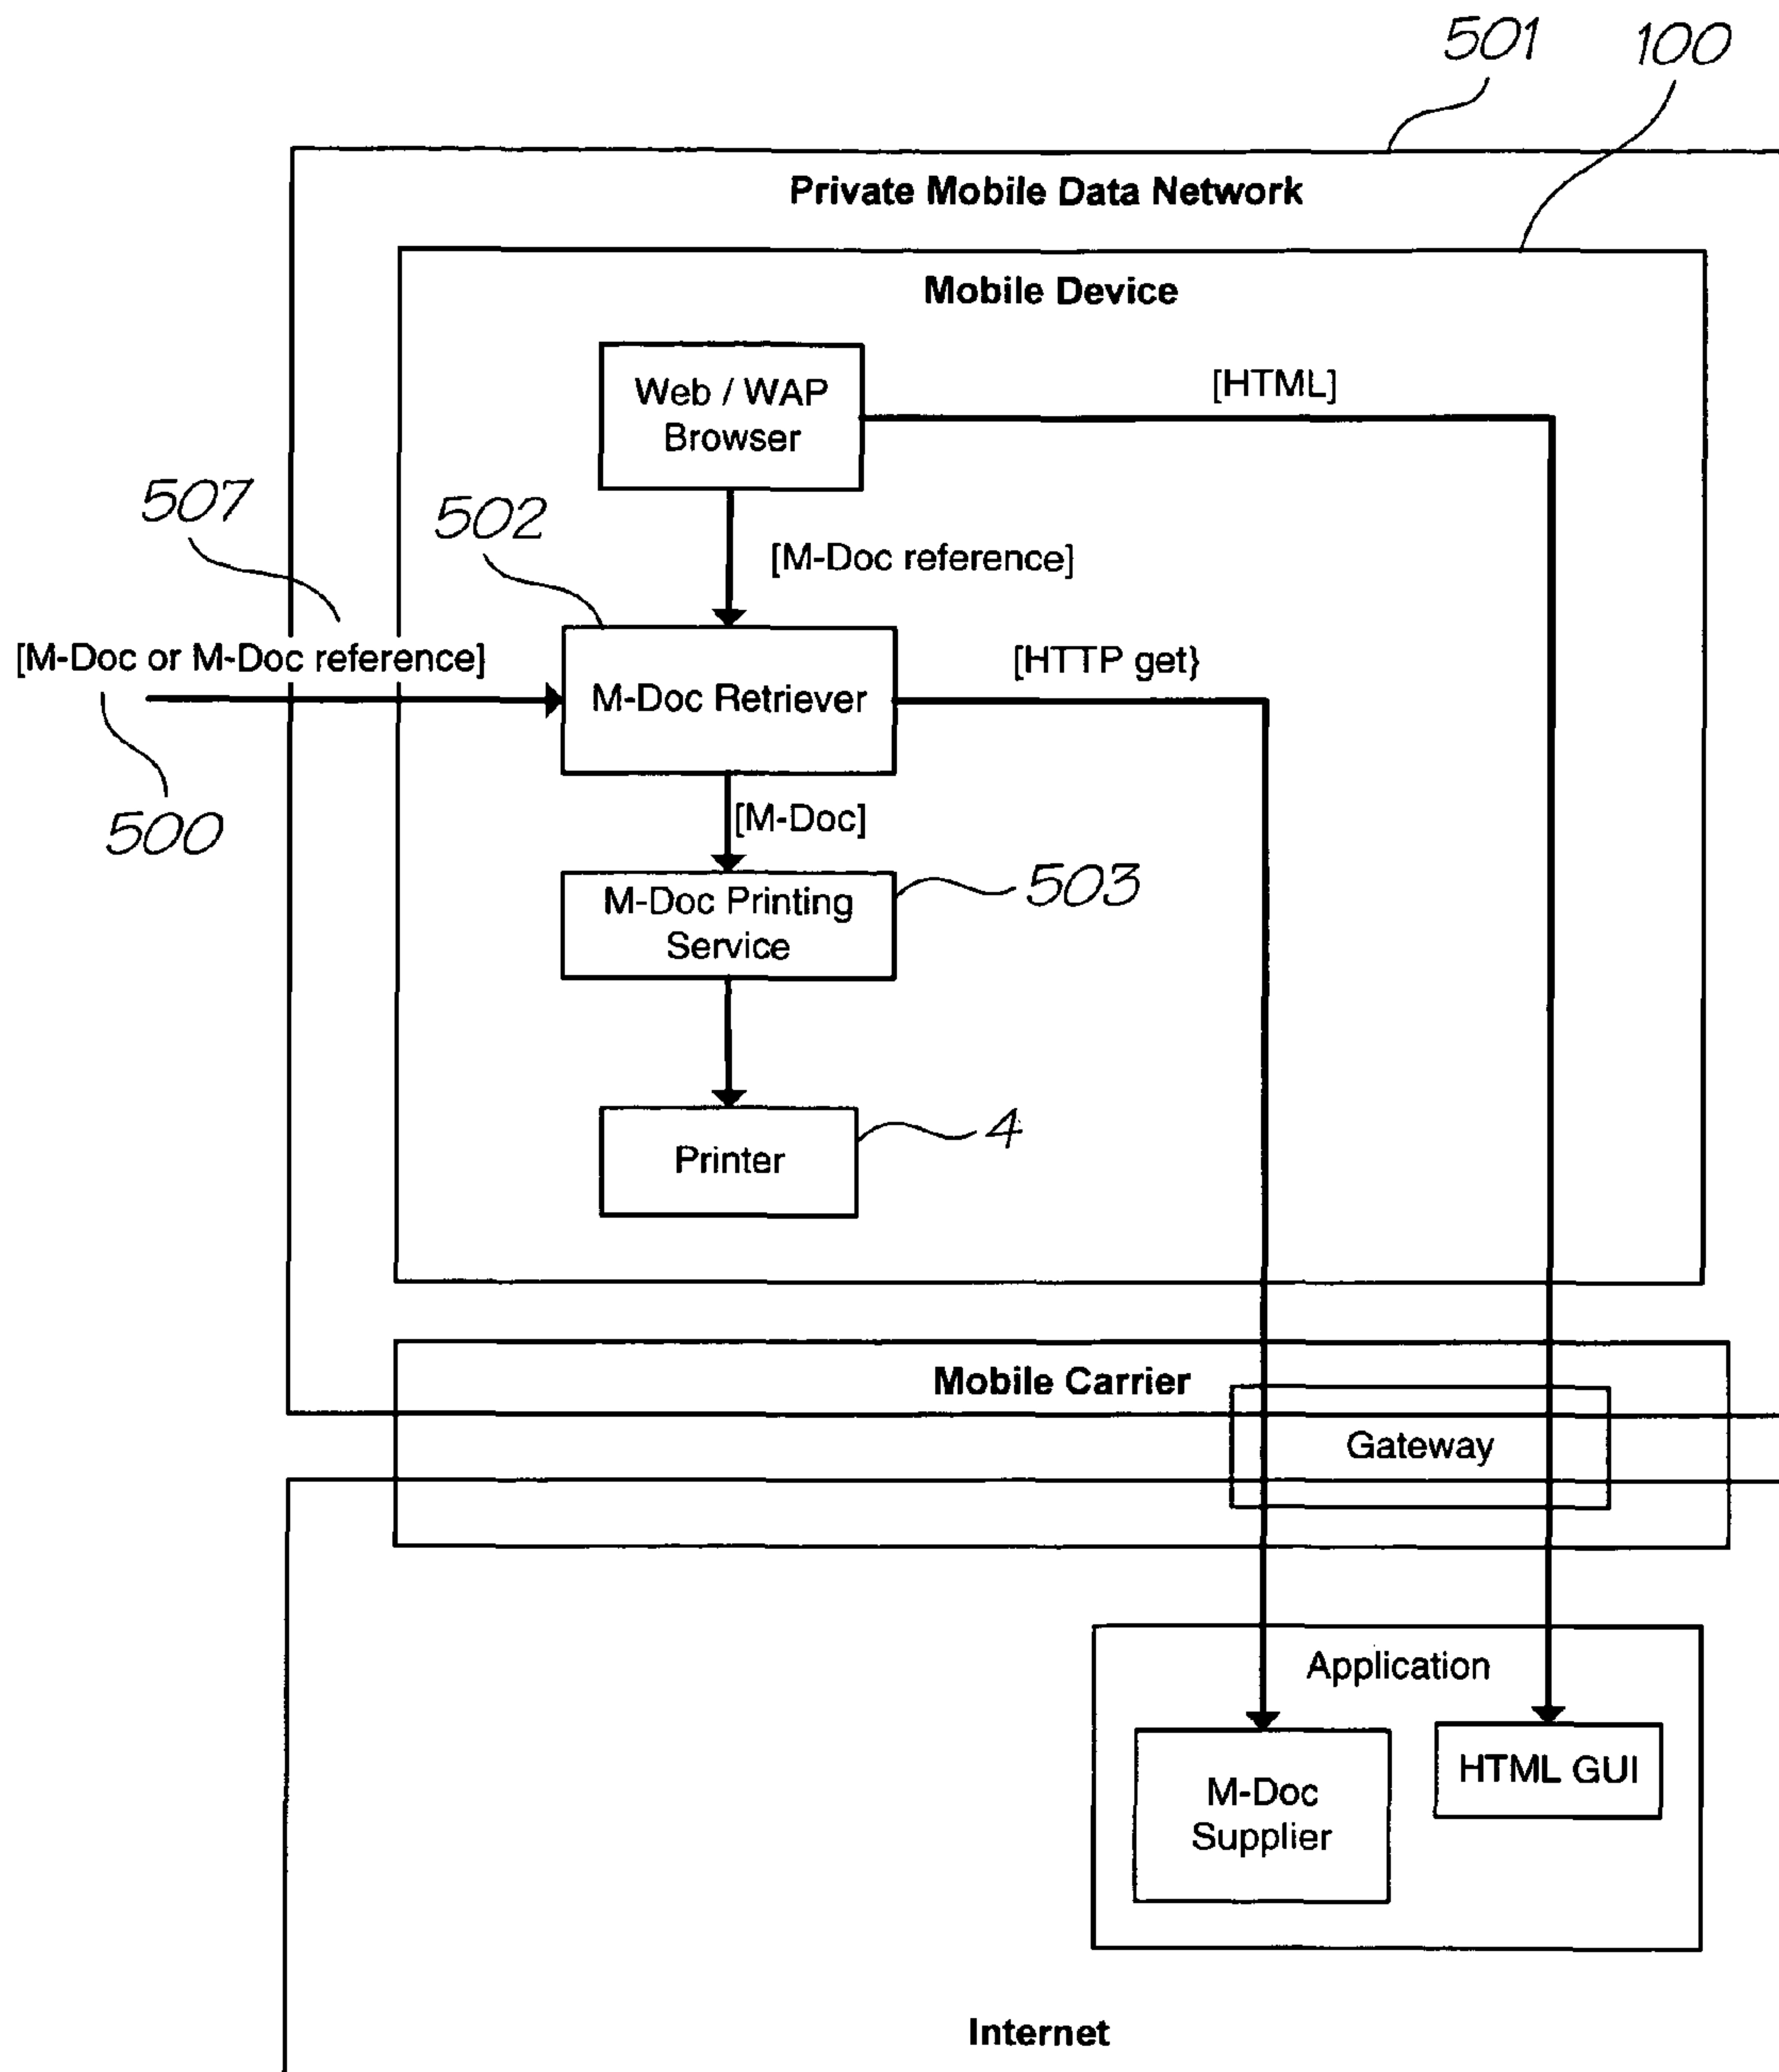 501
100
Private Mobile Data Network
Mobile Device
Web / WAP
Browser
[HTML]
507
502
[M-Doc reference]
[M-Doc or M-Doc reference]
M-Doc Retriever
[HTTP get}
500
[M-Doc]
M-Doc Printing
Service
503
Printer
4
Mobile Carrier
Gateway
Application
M-Doc
Supplier
HTML GUI
Internet